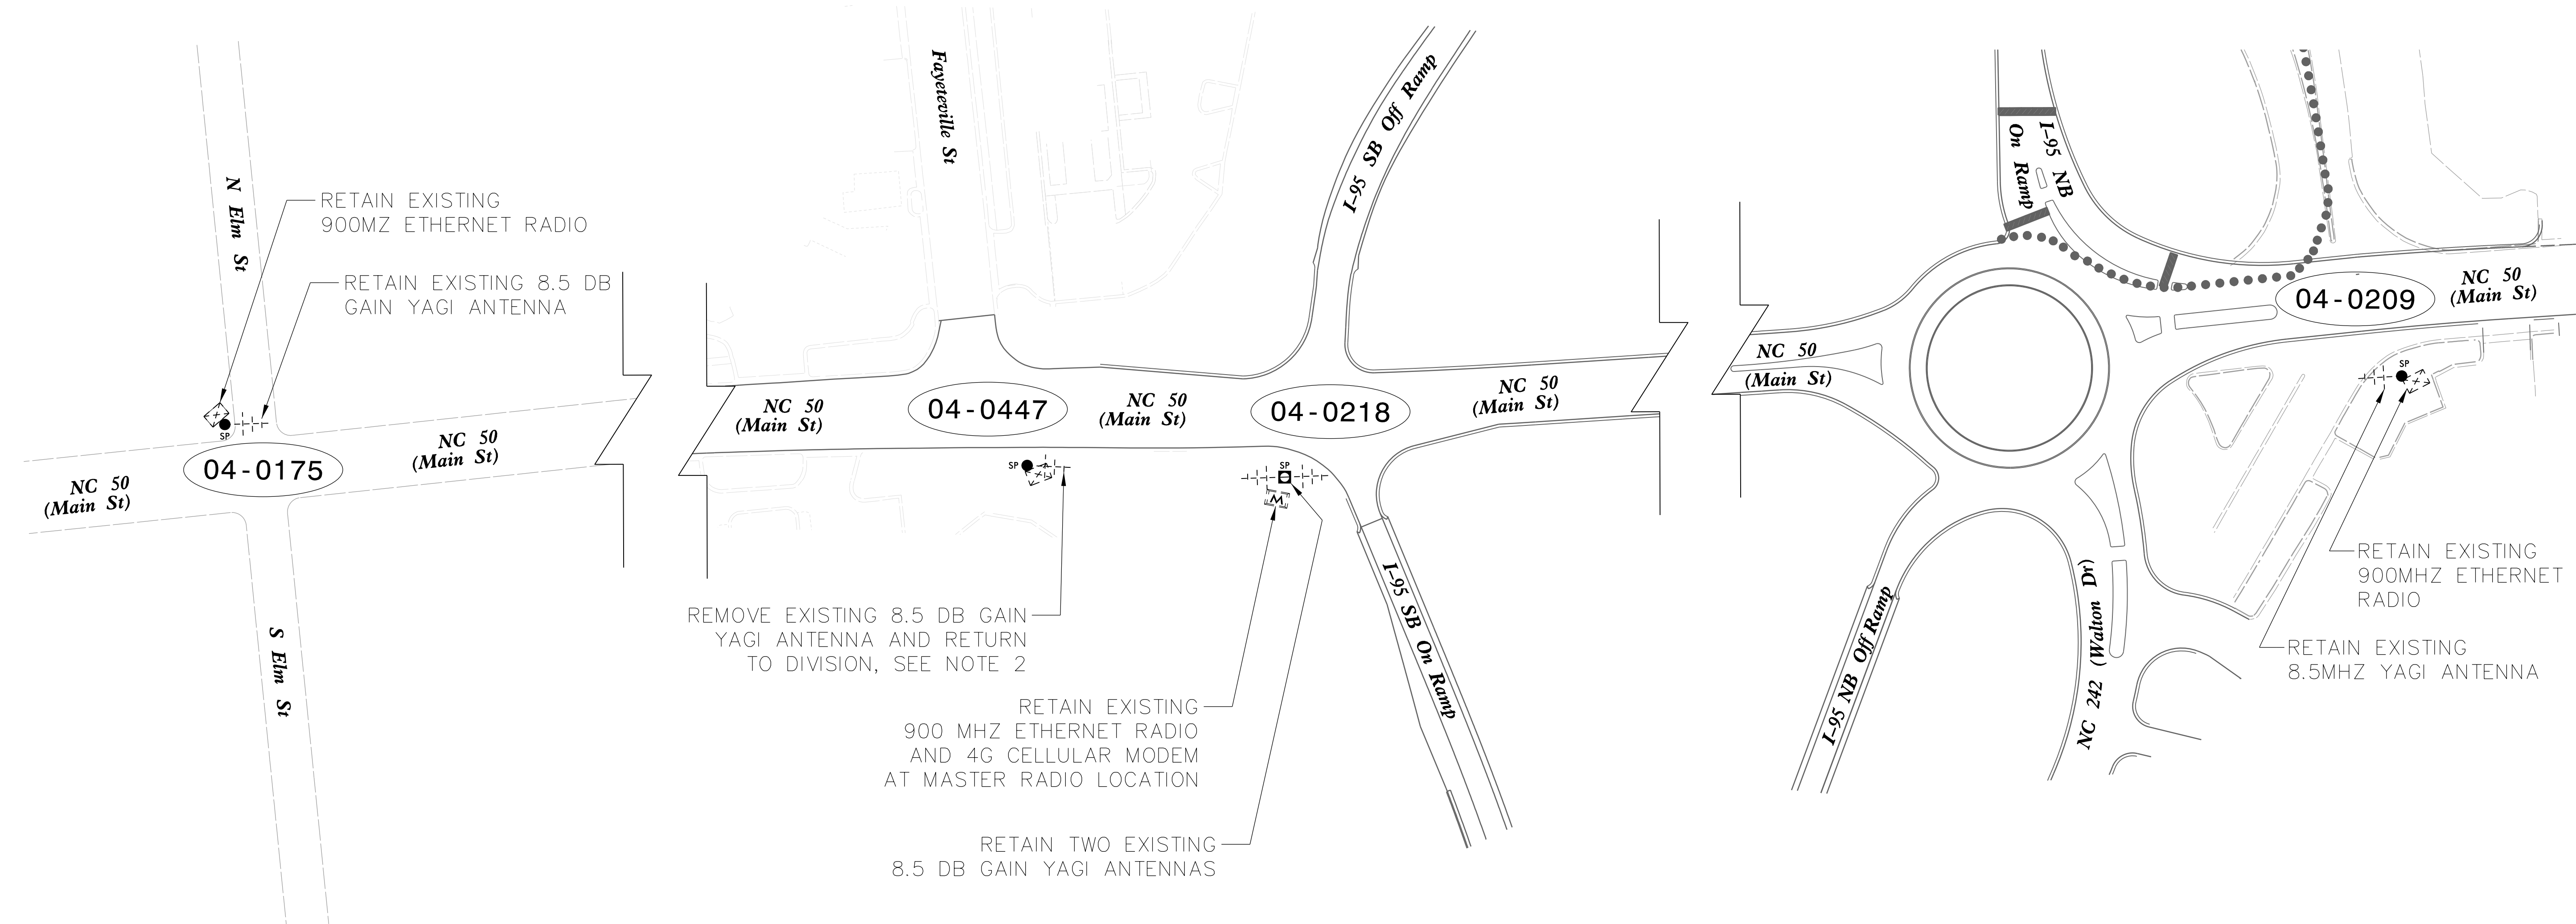 N Elm St
RETAIN EXISTING
900MZ ETHERNET RADIO
RETAIN EXISTING 8.5 DB
GAIN YAGI ANTENNA
SP
04-0175
NC 50
(Main St)
NC 50
(Main St)
S Elm St
Fayeteville St
NC 50
(Main St)
04-0447
NC 50
(Main St)
I-95 SB Off Ramp
04-0218
NC 50
(Main St)
SP
SP
M
REMOVE EXISTING 8.5 DB GAIN
YAGI ANTENNA AND RETURN
TO DIVISION, SEE NOTE 2
RETAIN EXISTING
900 MHZ ETHERNET RADIO
AND 4G CELLULAR MODEM
AT MASTER RADIO LOCATION
RETAIN TWO EXISTING
8.5 DB GAIN YAGI ANTENNAS
I-95 SB On Ramp
NC 50
(Main St)
I-95 NB
On Ramp
04-0209
NC 50
(Main St)
SP
I-95 NB Off Ramp
NC 242 (Walton Dr)
RETAIN EXISTING
900MHZ ETHERNET
RADIO
RETAIN EXISTING
8.5MHZ YAGI ANTENNA